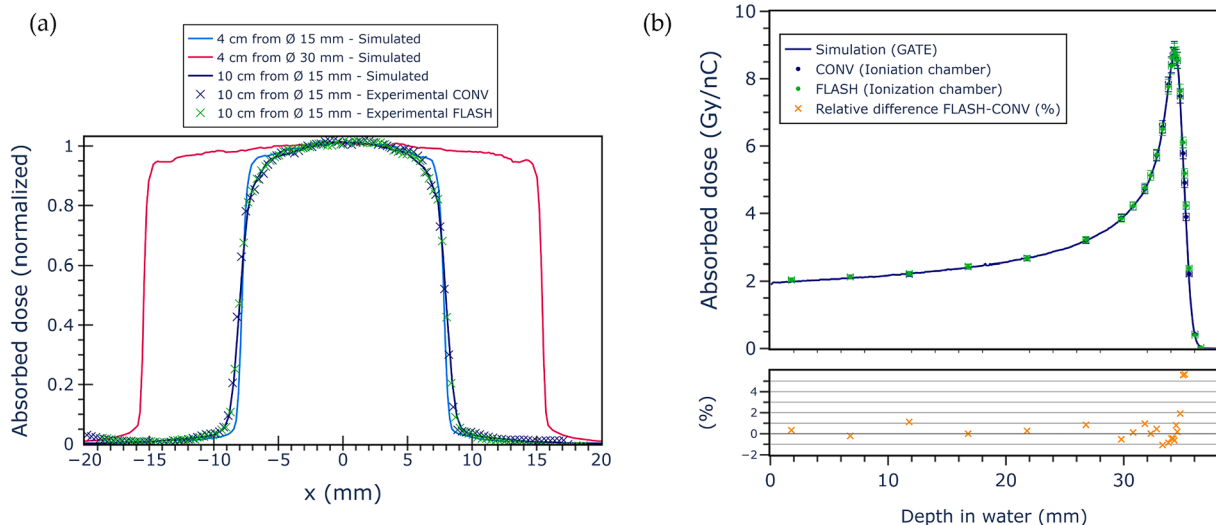 (a)
4 cm from Ø 15 mm - Simulated
4 cm from Ø 30 mm - Simulated
10 cm from Ø 15 mm - Simulated
10 cm from Ø 15 mm - Experimental CONV
10 cm from Ø 15 mm - Experimental FLASH
Absorbed dose (normalized)
1
0.8
0.6
0.4
0.2
0
−20 −15 −10 −5 0 5 10 15 20
x (mm)
(b)
Simulation (GATE)
CONV (Ioniation chamber)
FLASH (Ionization chamber)
Relative difference FLASH-CONV (%)
Absorbed dose (Gy/nC)
10
8
6
4
2
0
(%)
4
2
1
0
−2
0 10 20 30
Depth in water (mm)